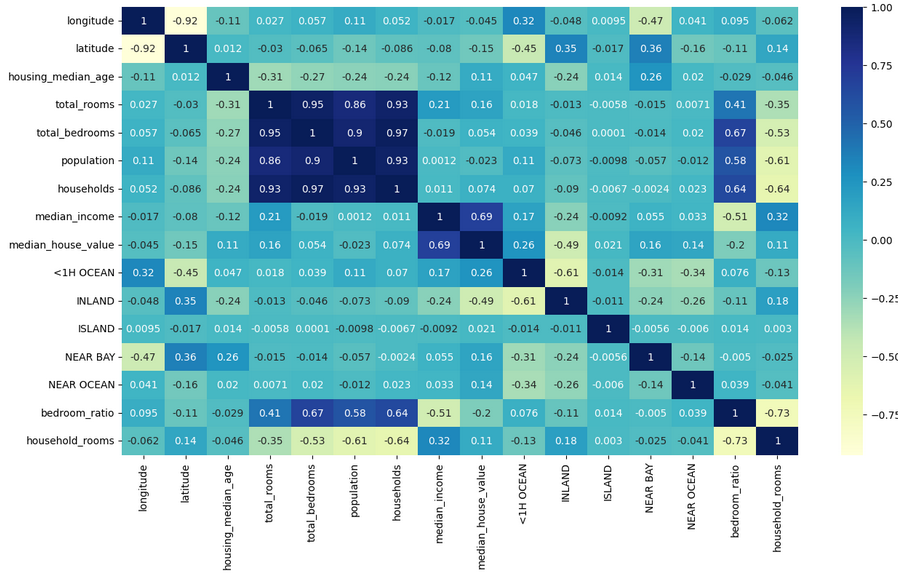 longitude 1 -0.92 -0.11 0.027 0.057 0.11 0.052 -0.017 -0.045 0.32 -0.048 0.0095 -0.47 0.041 0.095 -0.062
latitude -0.92 1 0.012 -0.03 -0.065 -0.14 -0.086 -0.08 -0.15 -0.45 0.35 -0.017 0.36 -0.16 -0.11 0.14
housing_median_age -0.11 0.012 1 -0.31 -0.27 -0.24 -0.24 -0.12 0.11 0.047 -0.24 0.014 0.26 0.02 -0.029 -0.046
total_rooms 0.027 -0.03 -0.31 1 0.95 0.86 0.93 0.21 0.16 0.018 -0.013 -0.0058 -0.015 0.0071 0.41 -0.35
total_bedrooms 0.057 -0.065 -0.27 0.95 1 0.9 0.97 -0.019 0.054 0.039 -0.046 0.0001 -0.014 0.02 0.67 -0.53
population 0.11 -0.14 -0.24 0.86 0.9 1 0.93 0.0012 -0.023 0.11 -0.073 -0.0098 -0.057 -0.012 0.58 -0.61
households 0.052 -0.086 -0.24 0.93 0.97 0.93 1 0.011 0.074 0.07 -0.09 -0.0067 -0.0024 0.023 0.64 -0.64
median_income -0.017 -0.08 -0.12 0.21 -0.019 0.0012 0.011 1 0.69 0.17 -0.24 -0.0092 0.055 0.033 -0.51 0.32
median_house_value -0.045 -0.15 0.11 0.16 0.054 -0.023 0.074 0.69 1 0.26 -0.49 0.021 0.16 0.14 -0.2 0.11
<1H OCEAN 0.32 -0.45 0.047 0.018 0.039 0.11 0.07 0.17 0.26 1 -0.61 -0.014 -0.31 -0.34 0.076 -0.13
INLAND -0.048 0.35 -0.24 -0.013 -0.046 -0.073 -0.09 -0.24 -0.49 -0.61 1 -0.011 -0.24 -0.26 -0.11 0.18
ISLAND 0.0095 -0.017 0.014 -0.0058 0.0001 -0.0098 -0.0067 -0.0092 0.021 -0.014 -0.011 1 -0.0056 -0.006 0.014 0.003
NEAR BAY -0.47 0.36 0.26 -0.015 -0.014 -0.057 -0.0024 0.055 0.16 -0.31 -0.24 -0.0056 1 -0.14 -0.005 -0.025
NEAR OCEAN 0.041 -0.16 0.02 0.0071 0.02 -0.012 0.023 0.033 0.14 -0.34 -0.26 -0.006 -0.14 1 0.039 -0.041
bedroom_ratio 0.095 -0.11 -0.029 0.41 0.67 0.58 0.64 -0.51 -0.2 0.076 -0.11 0.014 -0.005 0.039 1 -0.73
household_rooms -0.062 0.14 -0.046 -0.35 -0.53 -0.61 -0.64 0.32 0.11 -0.13 0.18 0.003 -0.025 -0.041 -0.73 1
longitude
latitude
housing_median_age
total_rooms
total_bedrooms
population
households
median_income
median_house_value
<1H OCEAN
INLAND
ISLAND
NEAR BAY
NEAR OCEAN
bedroom_ratio
household_rooms
1.00
0.75
0.50
0.25
0.00